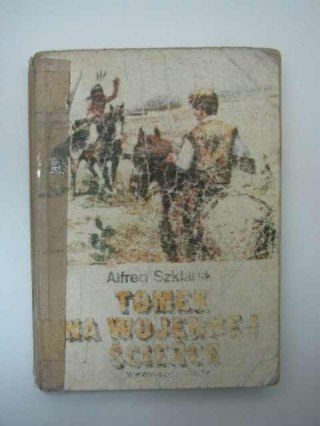 Alfred Szklarski
TOMEK
NA WOJENNEJ
ŚCIEŻCE